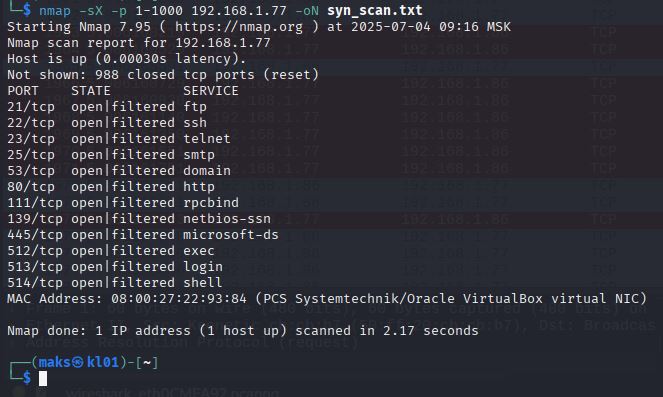 └─$ nmap -sX -p 1-1000 192.168.1.77 -oN syn_scan.txt
Starting Nmap 7.95 ( https://nmap.org ) at 2025-07-04 09:16 MSK
Nmap scan report for 192.168.1.77
Host is up (0.00030s latency).
Not shown: 988 closed tcp ports (reset)
PORT    STATE         SERVICE
21/tcp  open|filtered ftp
22/tcp  open|filtered ssh
23/tcp  open|filtered telnet
25/tcp  open|filtered smtp
53/tcp  open|filtered domain
80/tcp  open|filtered http
111/tcp open|filtered rpcbind
139/tcp open|filtered netbios-ssn
445/tcp open|filtered microsoft-ds
512/tcp open|filtered exec
513/tcp open|filtered login
514/tcp open|filtered shell
MAC Address: 08:00:27:22:93:84 (PCS Systemtechnik/Oracle VirtualBox virtual NIC)
Nmap done: 1 IP address (1 host up) scanned in 2.17 seconds
┌──(maks㉿kl01)-[~]
└─$